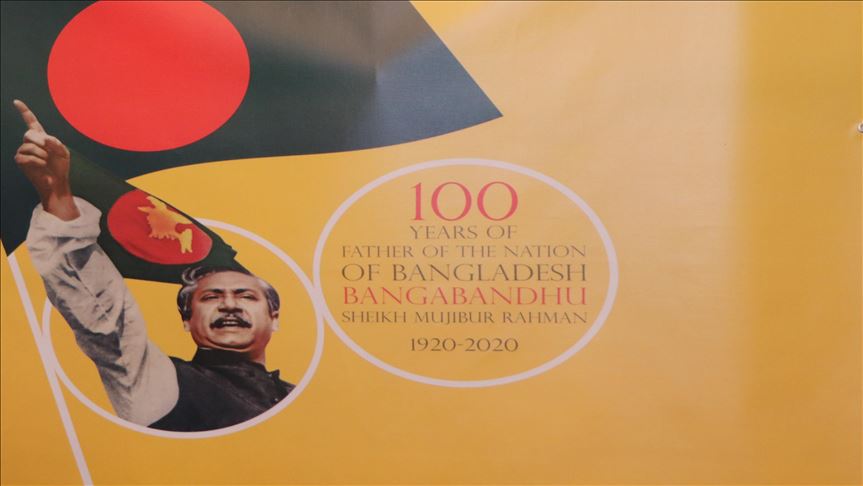 100
YEARS OF
FATHER OF THE NATION
OF BANGLADESH
BANGABANDHU
SHEIKH MUJIBUR RAHMAN
1920-2020